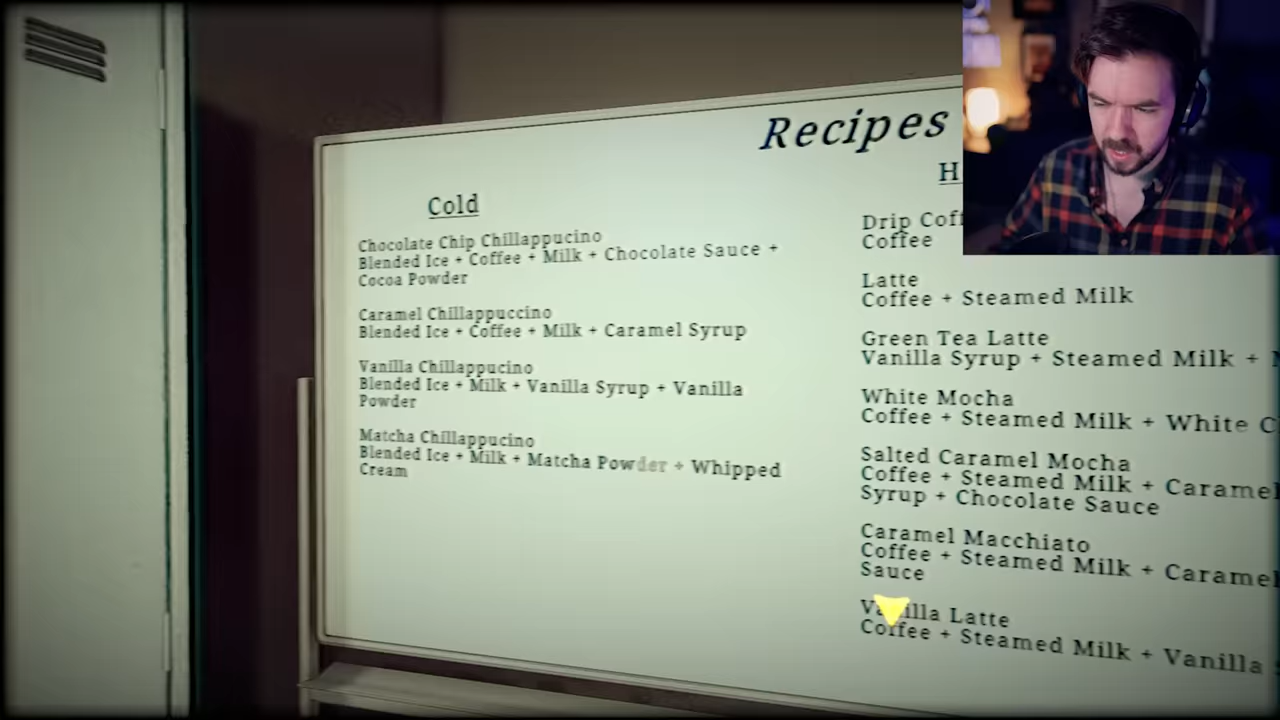 Recipes
Cold
Chocolate Chip Chillappucino
Blended Ice + Coffee + Milk + Chocolate Sauce +
Cocoa Powder
Caramel Chillappuccino
Blended Ice + Coffee + Milk + Caramel Syrup
Vanilla Chillappucino
Blended Ice + Milk + Vanilla Syrup + Vanilla
Powder
Matcha Chillappucino
Blended Ice + Milk + Matcha Powder + Whipped
Cream
H
Drip Coff
Coffee
Latte
Coffee + Steamed Milk
Green Tea Latte
Vanilla Syrup + Steamed Milk +
White Mocha
Coffee + Steamed Milk + White C
Salted Caramel Mocha
Coffee + Steamed Milk + Caramel
Syrup + Chocolate Sauce
Caramel Macchiato
Coffee + Steamed Milk + Caramel
Sauce
Vanilla Latte
Coffee + Steamed Milk + Vanilla